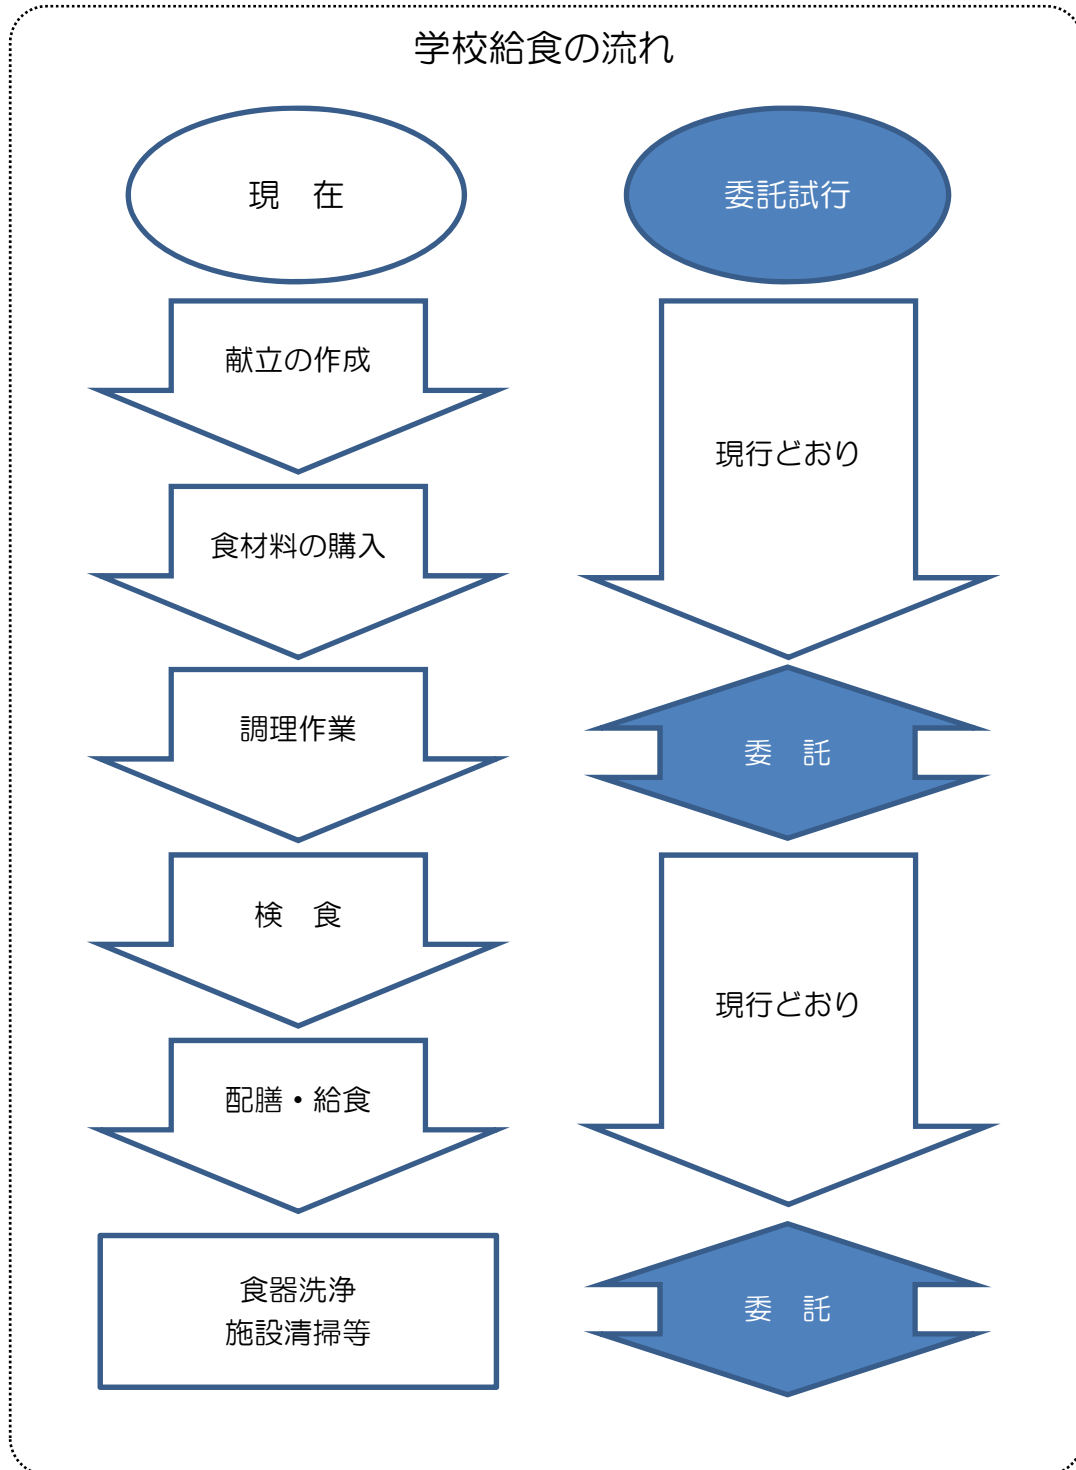 学校給食の流れ
現　在
委託試行
献立の作成
現行どおり
食材料の購入
調理作業
委　託
検　食
現行どおり
配膳・給食
食器洗浄
施設清掃等
委　託